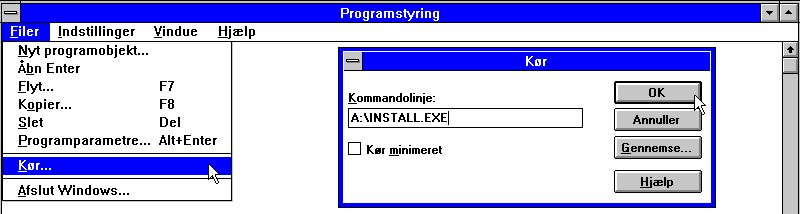 Programstyring
Filer Indstillinger Vindue Hjælp
Nyt programobjekt...
Åbn Enter
Flyt... F7
Kopier... F8
Slet Del
Programparametre... Alt+Enter
Kør...
Afslut Windows...
Kør
Kommandolinje:
A:\INSTALL.EXE
Kør minimeret
OK
Annuller
Gennemse...
Hjælp